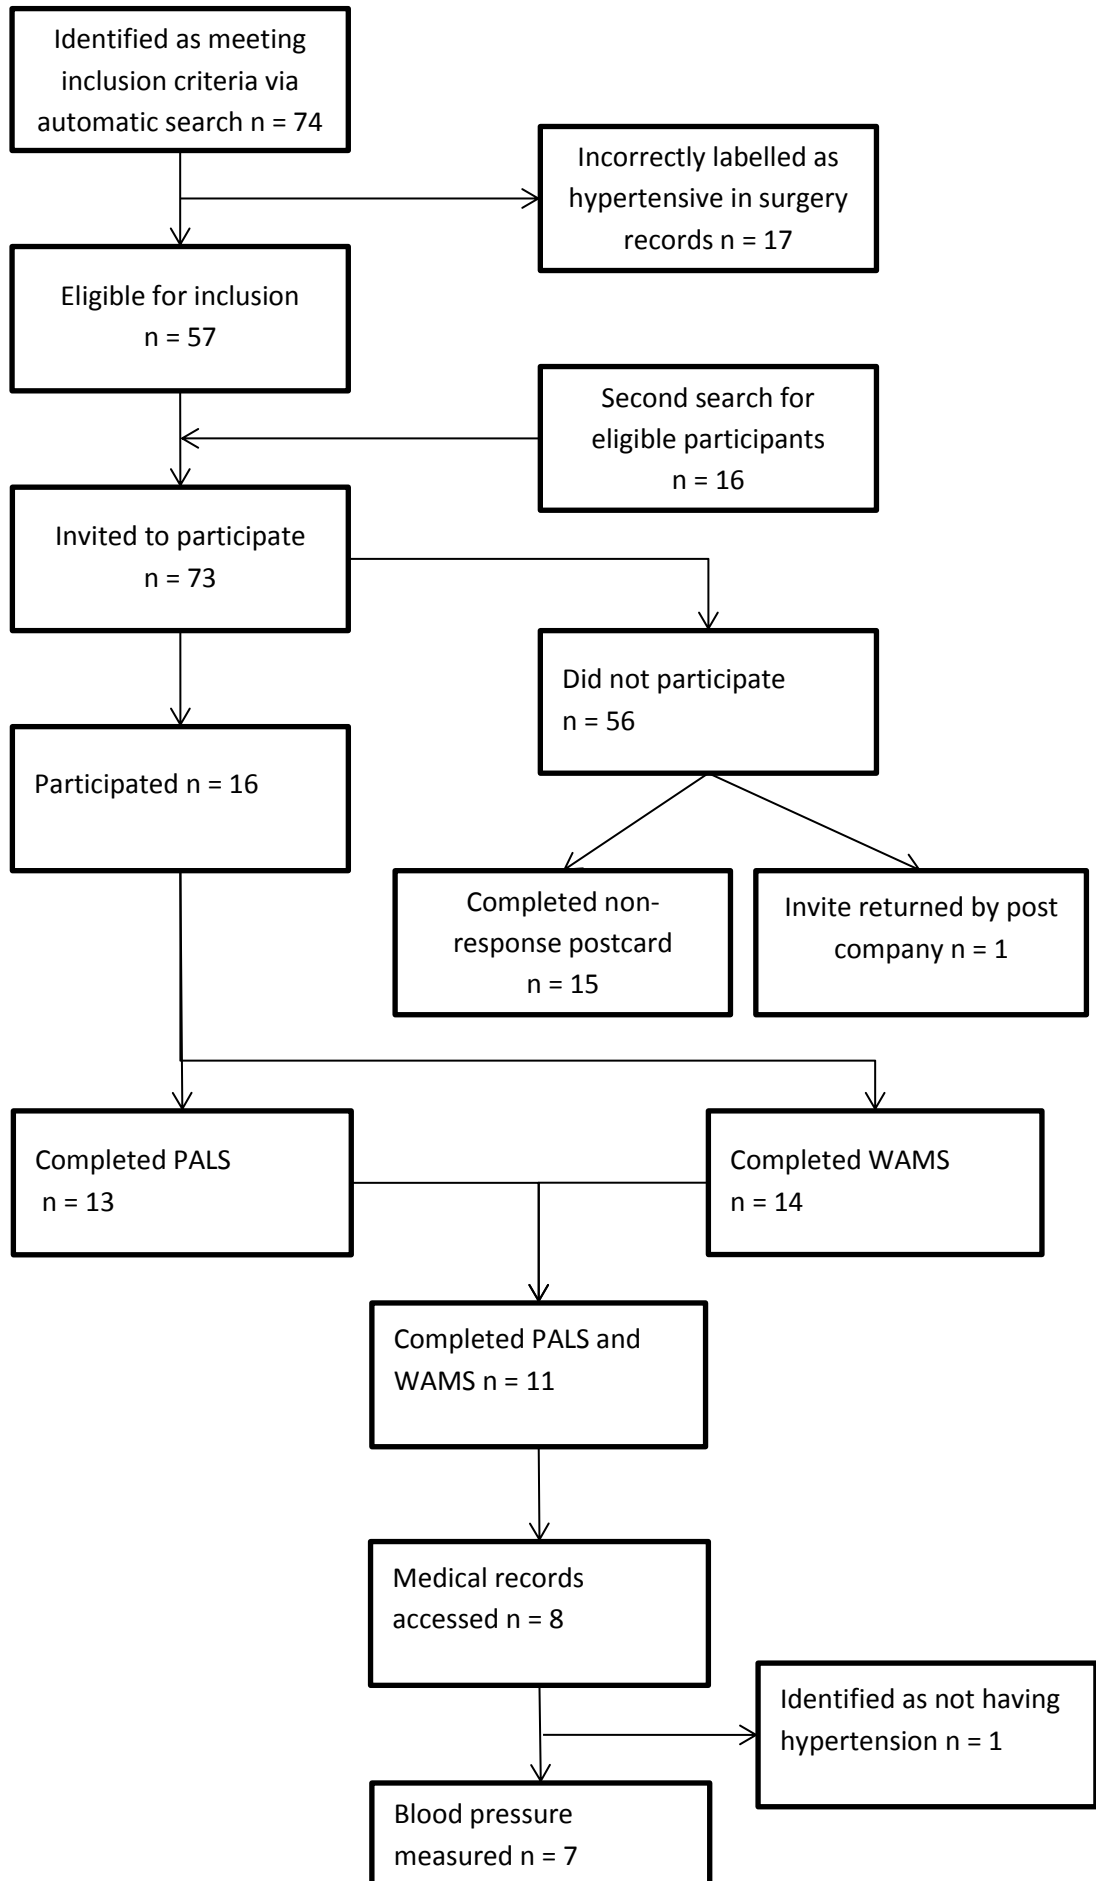 Identified as meeting
inclusion criteria via
automatic search n = 74
Incorrectly labelled as
hypertensive in surgery
records n = 17
Eligible for inclusion
n = 57
Second search for
eligible participants
n = 16
Invited to participate
n = 73
Did not participate
n = 56
Participated n = 16
Completed non-
response postcard
n = 15
Invite returned by post
company n = 1
Completed PALS
n = 13
Completed WAMS
n = 14
Completed PALS and
WAMS n = 11
Medical records
accessed n = 8
Identified as not having
hypertension n = 1
Blood pressure
measured n = 7